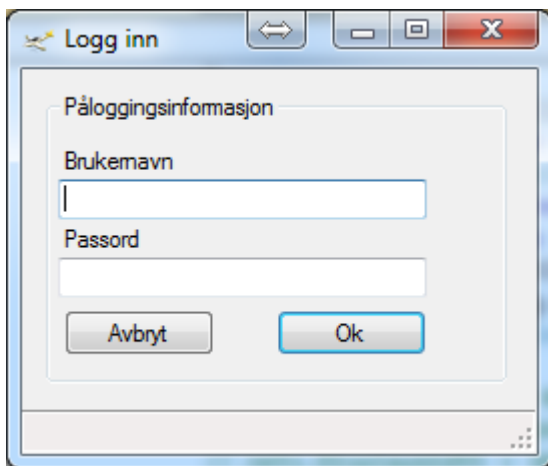 Logg inn
Påloggingsinformasjon
Brukernavn
Passord
Avbryt Ok